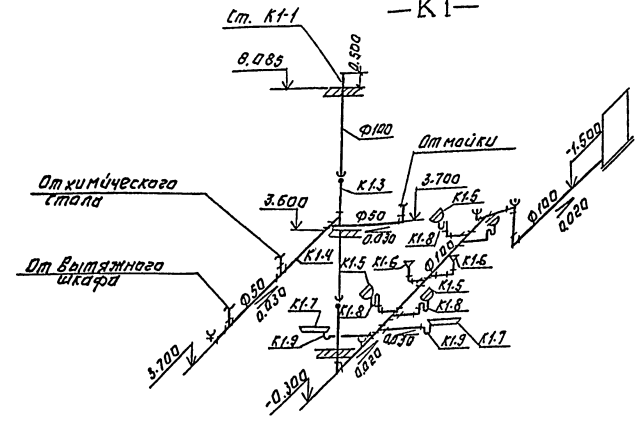 —К1—
Ст. К1-1
8.085
0.500
Ф100
От мойки
-1.500
К1.3
От химического
стола
3.600
Ф50
0.030
3.700
К1.5
К1.8
Ф100
0.020
К1.4
От вытяжного
шкафа
К1.5
К1.6
Ф100
К1.6
Ф50
0.030
К1.7
К1.8
К1.5
К1.8
К1.9
0.030
К1.9
К1.7
0.020
3.700
-0.300